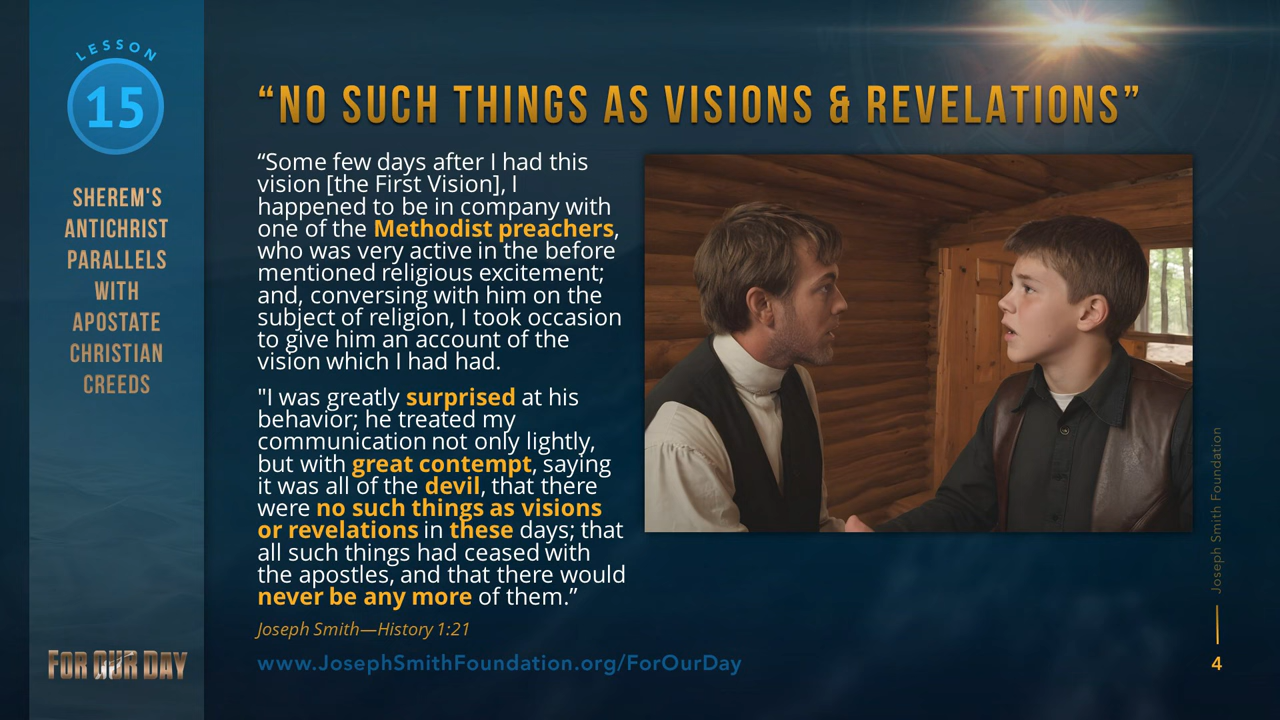 LESSON
15
SHEREM'S
ANTICHRIST
PARALLELS
WITH
APOSTATE
CHRISTIAN
CREEDS
FOR OUR DAY
“NO SUCH THINGS AS VISIONS & REVELATIONS”
“Some few days after I had this
vision [the First Vision], I
happened to be in company with
one of the Methodist preachers,
who was very active in the before
mentioned religious excitement;
and, conversing with him on the
subject of religion, I took occasion
to give him an account of the
vision which I had had.
"I was greatly surprised at his
behavior; he treated my
communication not only lightly,
but with great contempt, saying
it was all of the devil, that there
were no such things as visions
or revelations in these days; that
all such things had ceased with
the apostles, and that there would
never be any more of them.”
Joseph Smith—History 1:21
www.JosephSmithFoundation.org/ForOurDay
Joseph Smith Foundation
4